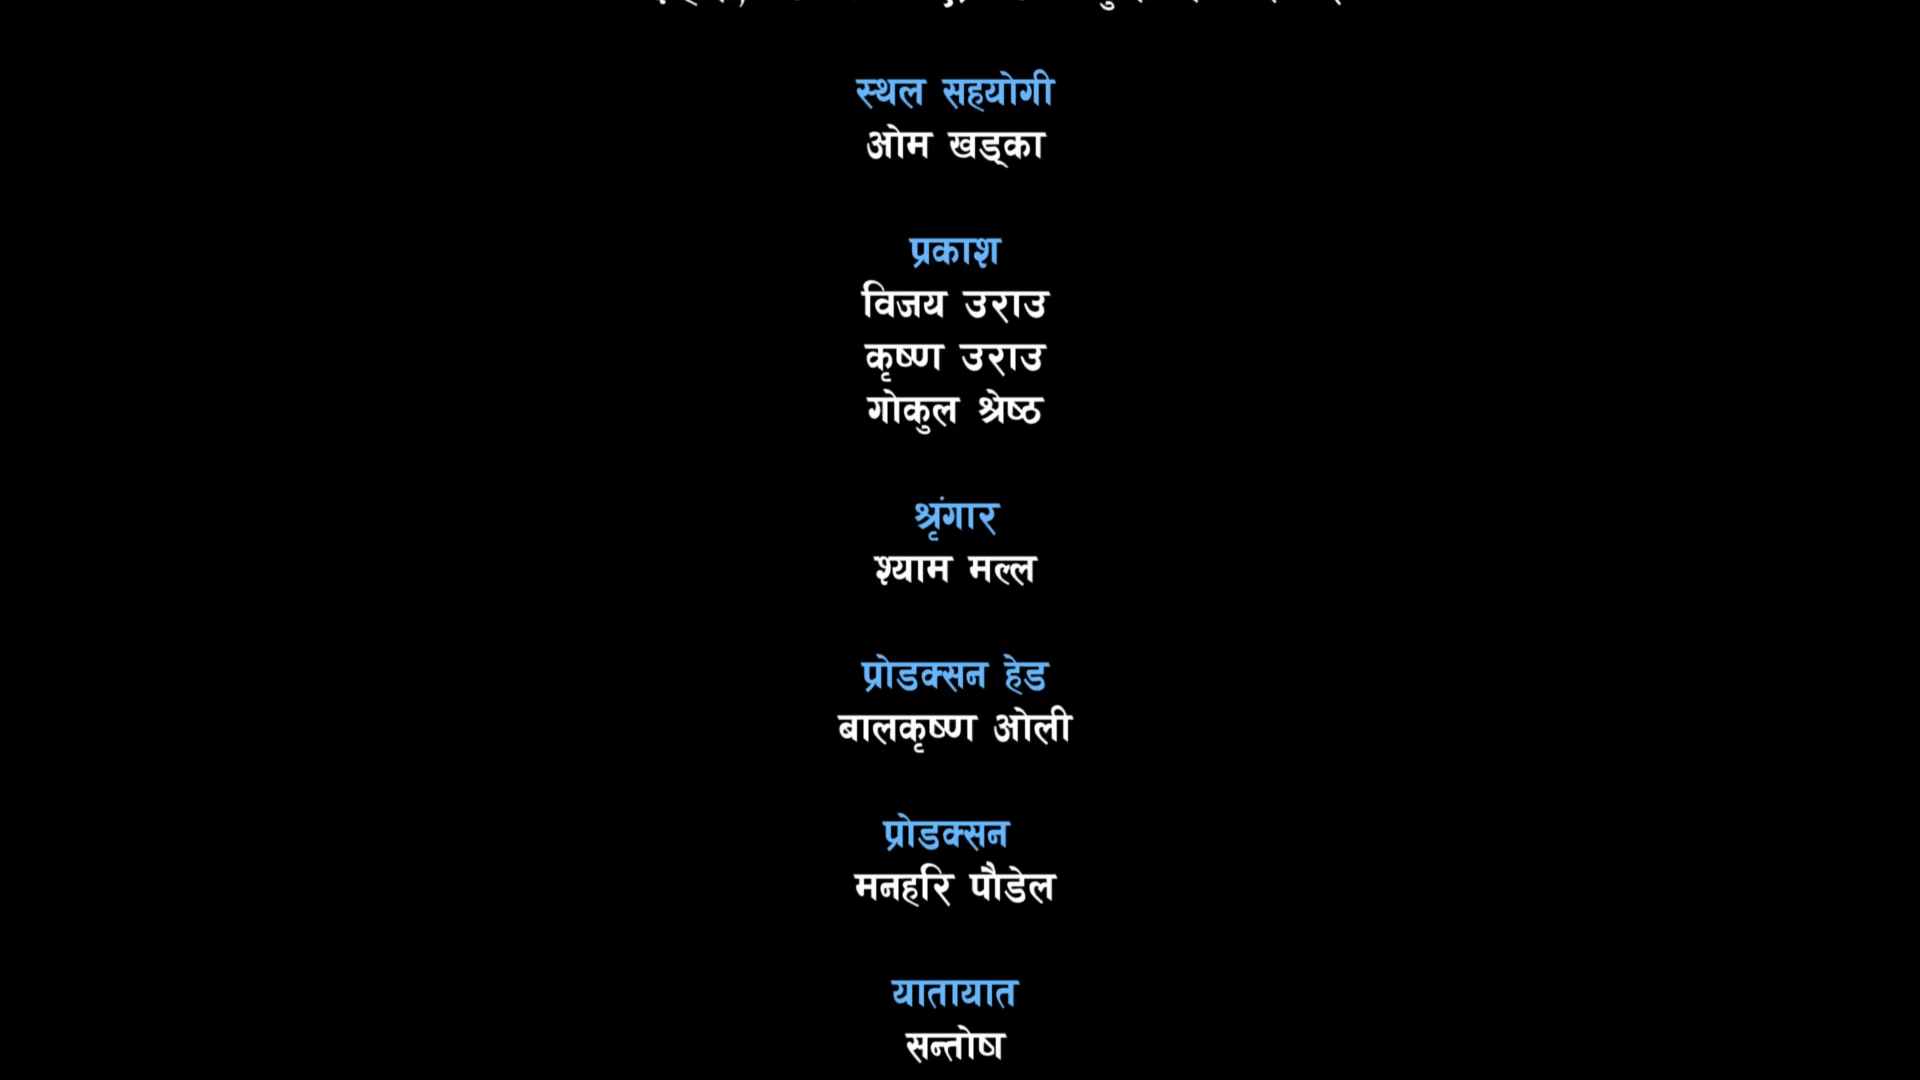 स्थल सहयोगी
ओम खड्का
प्रकाश
विजय उराउ
कृष्ण उराउ
गोकुल श्रेष्ठ
श्रृंगार
श्याम मल्ल
प्रोडक्सन हेड
बालकृष्ण ओली
प्रोडक्सन
मनहरि पौडेल
यातायात
सन्तोष